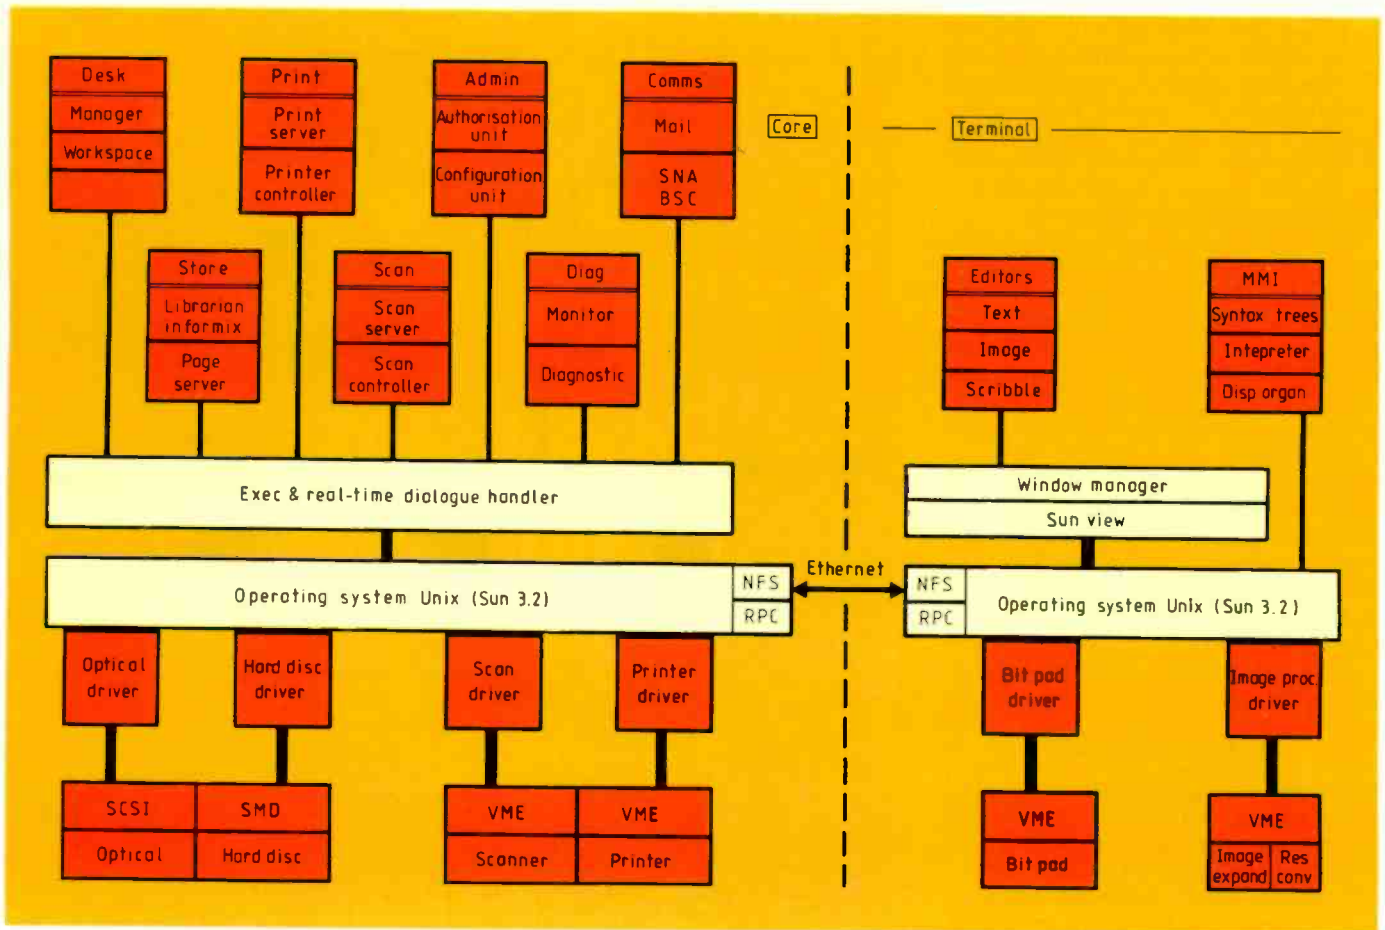 Desk
Manager
Workspace
Print
Print
server
Printer
controller
Admin
Authorisation
unit
Configuration
unit
Comms
Mail
SNA
BSC
Core
Terminal
Store
Librarian
informix
Page
server
Scan
Scan
server
Scan
controller
Diag
Monitor
Diagnostic
Editors
Text
Image
Scribble
MMI
Syntax trees
Intepreter
Disp organ
Exec & real-time dialogue handler
Window manager
Sun view
Operating system Unix (Sun 3.2)
NFS
RPC
Ethernet
NFS
RPC
Operating system Unix (Sun 3.2)
Optical
driver
Hard disc
driver
Scan
driver
Printer
driver
Bit pad
driver
Image proc.
driver
SCSI
Optical
SMD
Hard disc
VME
Scanner
VME
Printer
VME
Bit pad
VME
Image
expand
Res
conv